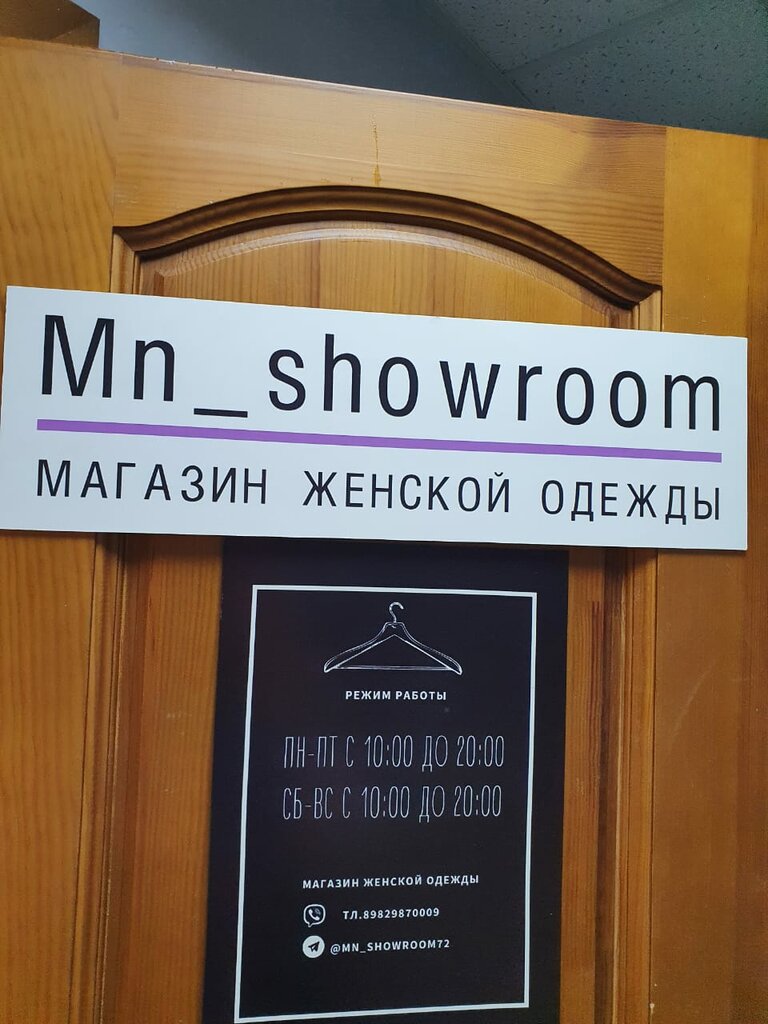 Mn_showroom
МАГАЗИН ЖЕНСКОЙ ОДЕЖДЫ
РЕЖИМ РАБОТЫ
ПН-ПТ С 10:00 ДО 20:00
СБ-ВС С 10:00 ДО 20:00
МАГАЗИН ЖЕНСКОЙ ОДЕЖДЫ
ТЛ.89829870009
@MN_SHOWROOM72